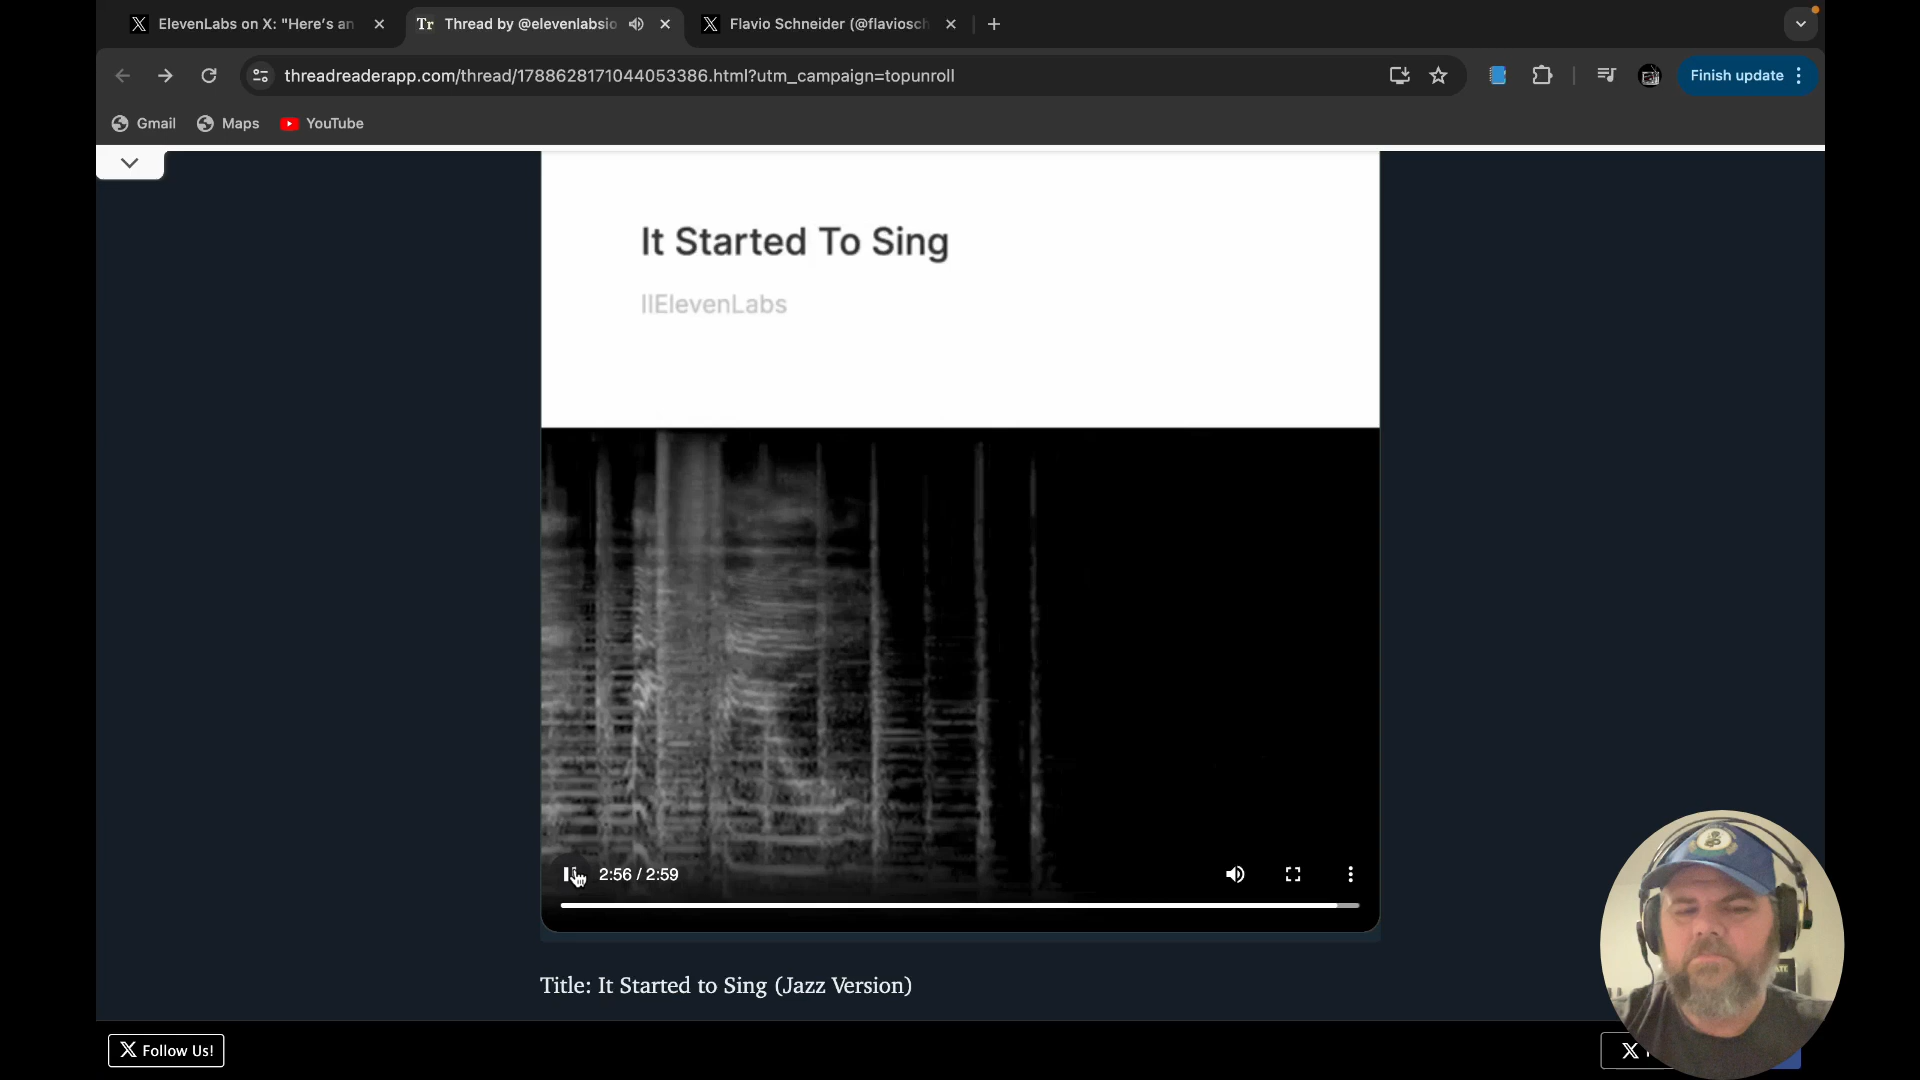 ElevenLabs on X: "Here's an
Tr Thread by @elevenlabsio
Flavio Schneider (@flaviosch
threadreaderapp.com/thread/1788628171044053386.html?utm_campaign=topunroll
Finish update
Gmail
Maps
YouTube
It Started To Sing
IIElevenLabs
2:56 / 2:59
Title: It Started to Sing (Jazz Version)
X Follow Us!
X